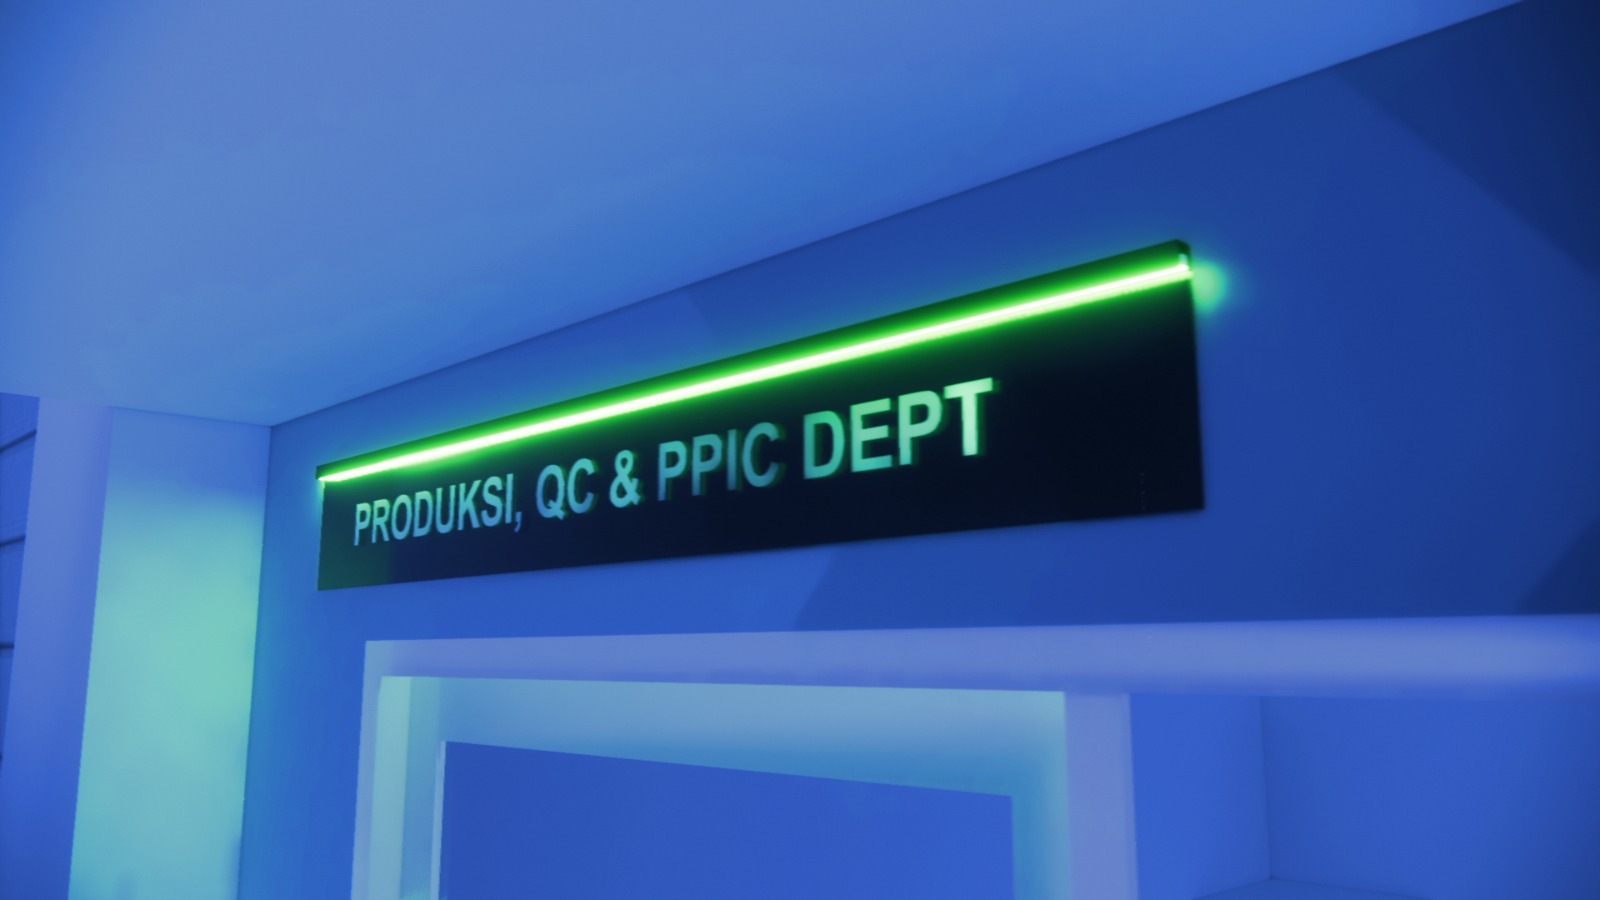 PRODUKSI, QC & PPIC DEPT